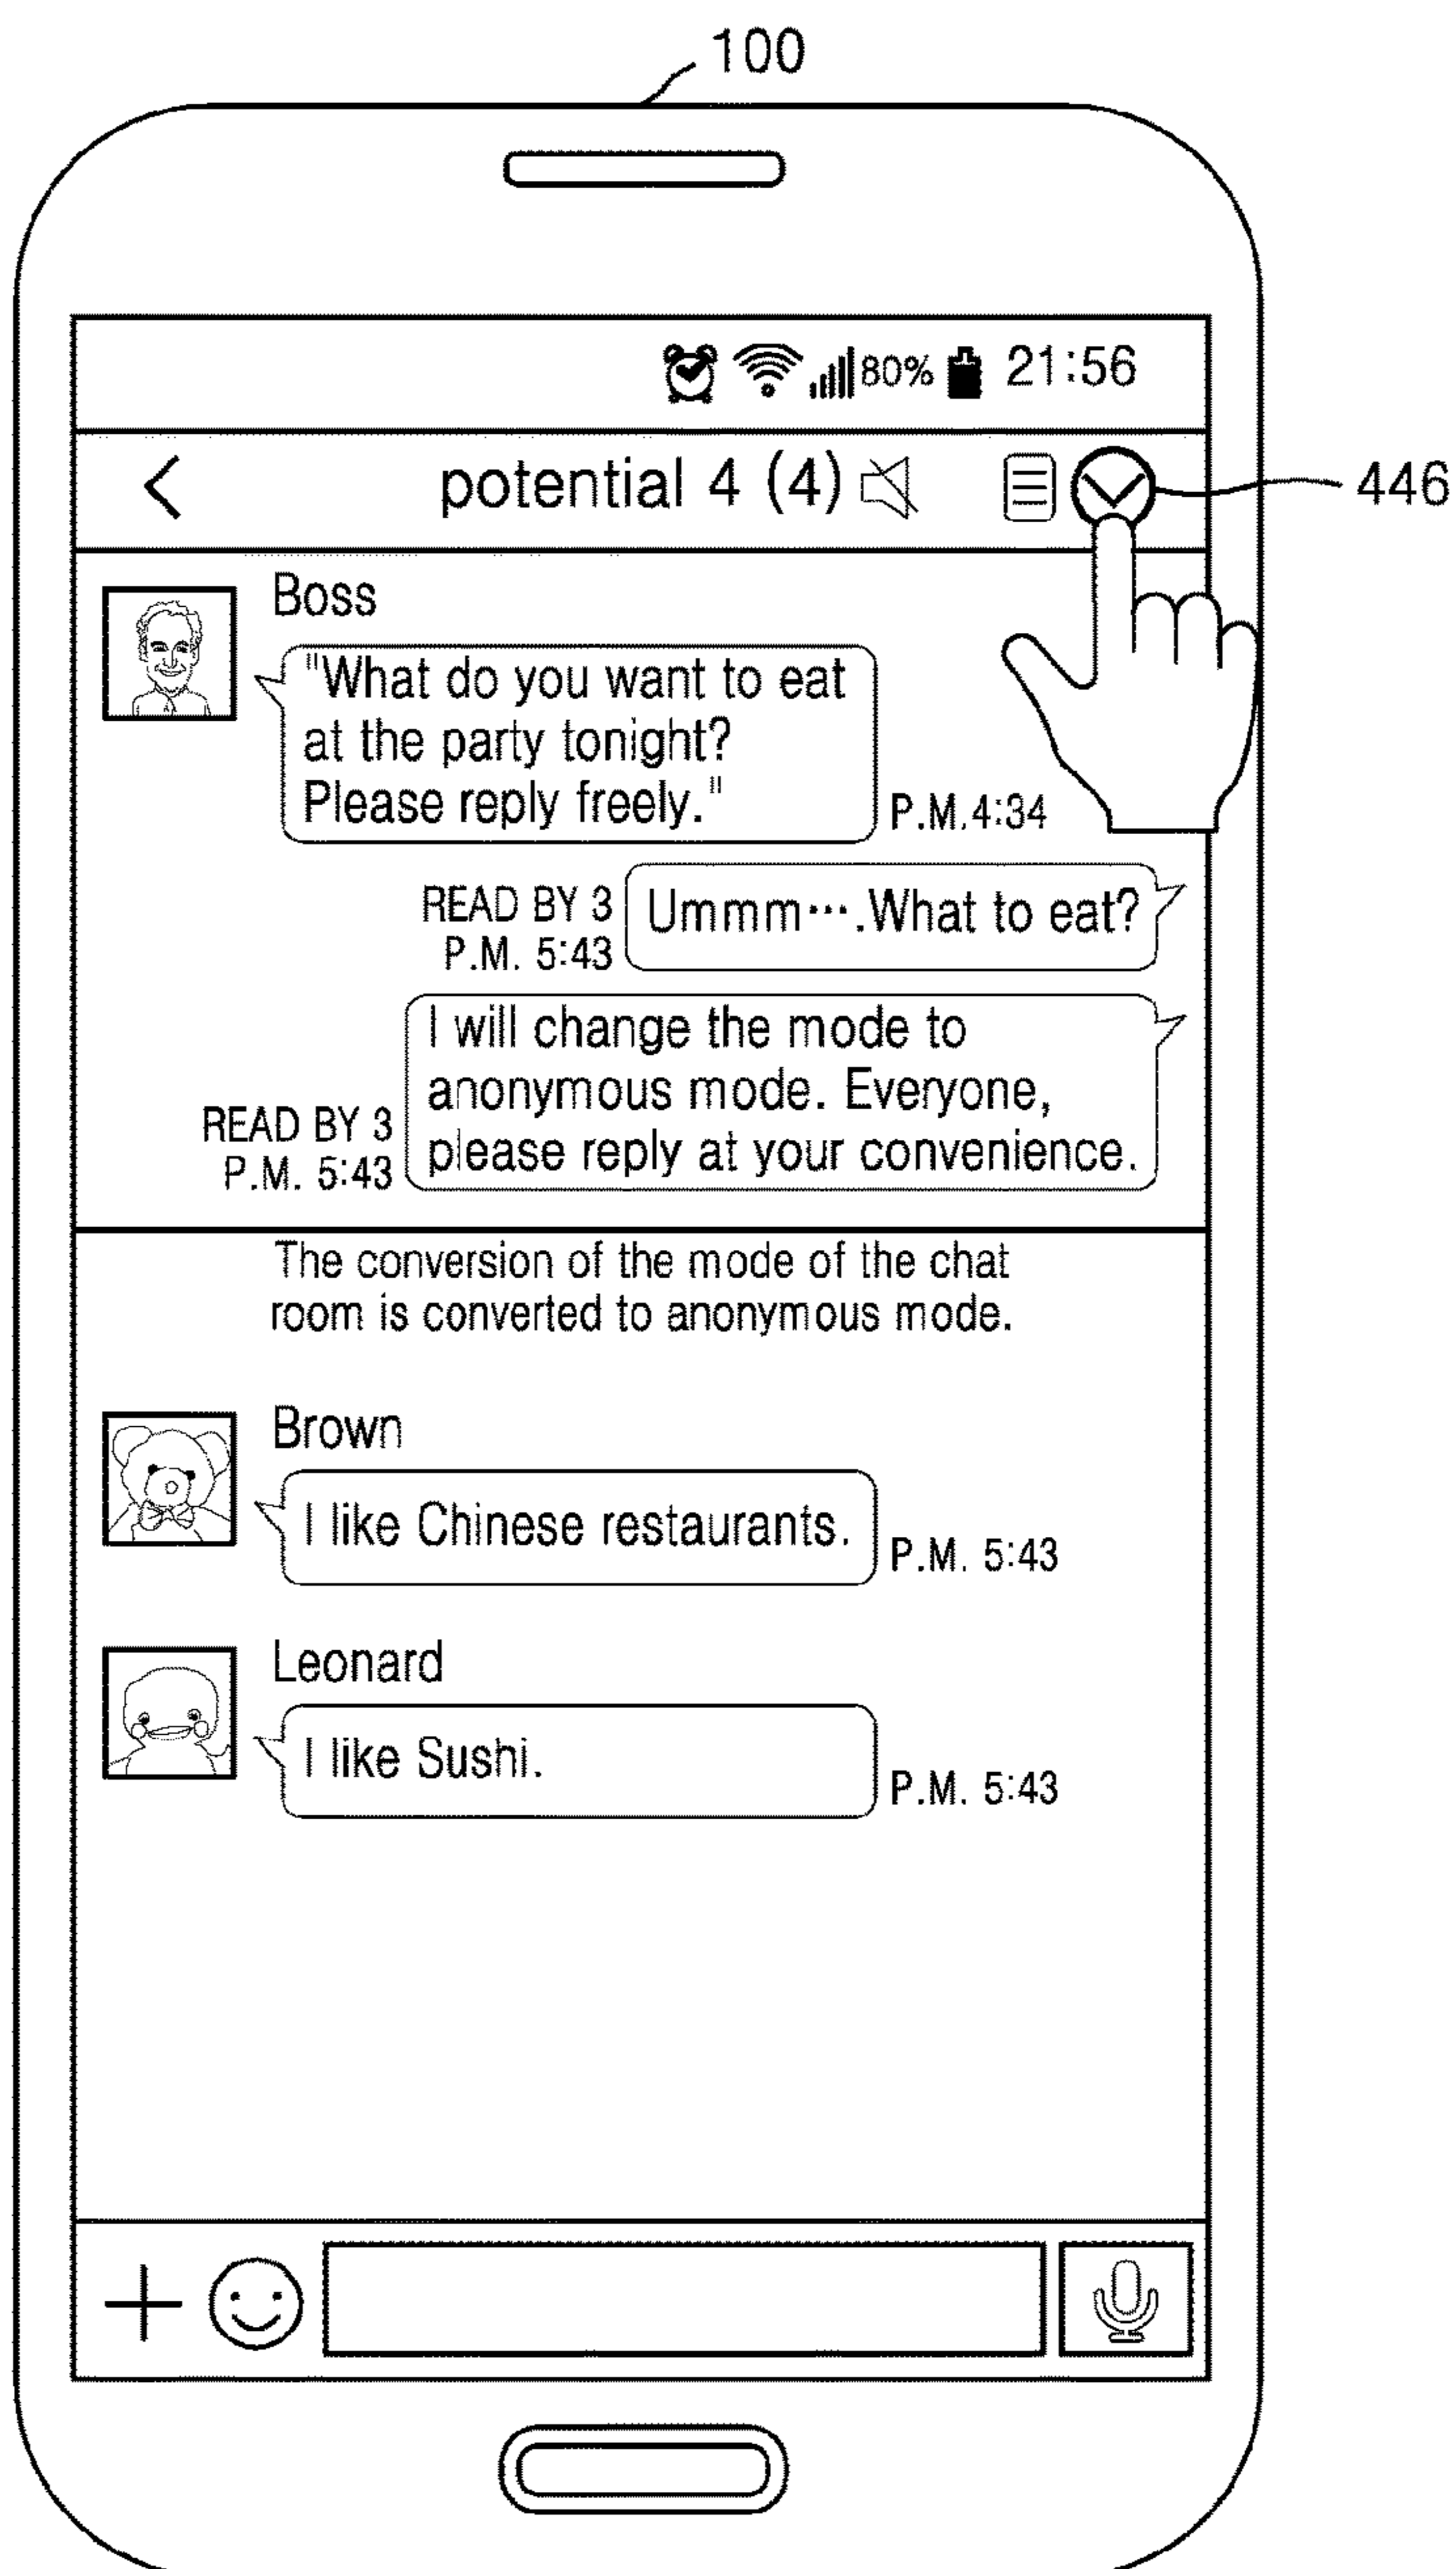 100
80% 21:56
potential 4 (4)
446
Boss
"What do you want to eat
at the party tonight?
Please reply freely."
P.M.4:34
READ BY 3
P.M. 5:43
Ummm….What to eat?
I will change the mode to
anonymous mode. Everyone,
please reply at your convenience.
READ BY 3
P.M. 5:43
The conversion of the mode of the chat
room is converted to anonymous mode.
Brown
I like Chinese restaurants.
P.M. 5:43
Leonard
I like Sushi.
P.M. 5:43